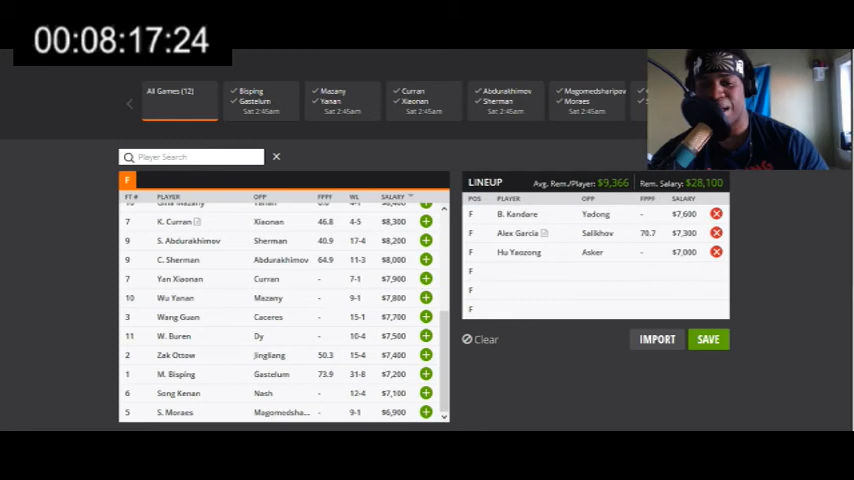 00:08:17:24
All Games (12)
Bisping
Gastelum
Sat 2:45am
Mazany
Yanan
Sat 2:45am
Curran
Xiaonan
Sat 2:45am
Abdurakhimov
Sherman
Sat 2:45am
Magomedsharipov
Moraes
Sat 2:45am
Player Search
F
LINEUP Avg. Rem./Player: $9,366 Rem. Salary: $28,100
FT # PLAYER OPP FPPF WL SALARY
POS PLAYER OPP FPPF SALARY
7 K. Curran Xiaonan 46.8 4-5 $8,300
9 S. Abdurakhimov Sherman 40.9 17-4 $8,200
9 C. Sherman Abdurakhimov 64.9 11-3 $8,000
7 Yan Xiaonan Curran - 7-1 $7,900
10 Wu Yanan Mazany - 9-1 $7,800
3 Wang Guan Caceres - 15-1 $7,700
11 W. Buren Dy - 10-4 $7,500
2 Zak Ottow Jingliang 50.3 15-4 $7,400
1 M. Bisping Gastelum 73.9 31-8 $7,200
6 Song Kenan Nash - 12-4 $7,100
5 S. Moraes Magomedsha... - 9-1 $6,900
F B. Kandare Yadong - $7,600
F Alex Garcia Salikhov 70.7 $7,300
F Hu Yaozong Asker - $7,000
F
F
F
Clear
IMPORT
SAVE